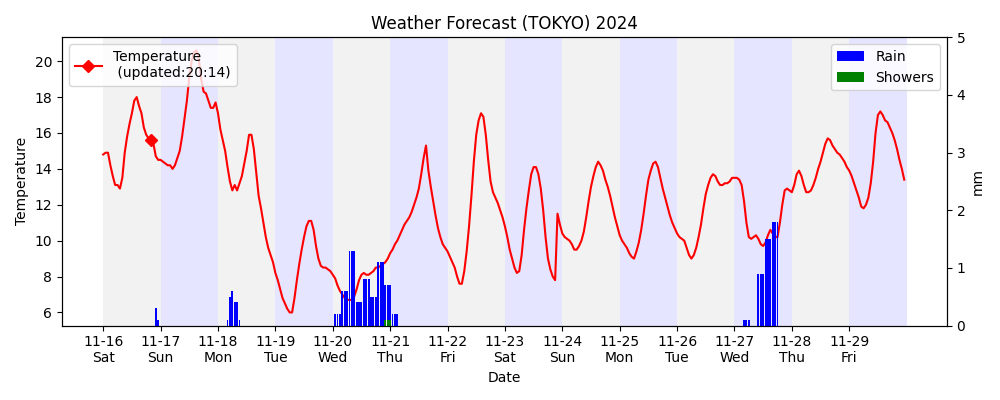 Weather Forecast (TOKYO) 2024
Temperature
(updated:20:14)
Rain
Showers
20
18
16
14
12
10
8
6
Temperature
5
4
3
2
1
0
mm
11-16 11-17 11-18 11-19 11-20 11-21 11-22 11-23 11-24 11-25 11-26 11-27 11-28 11-29
Sat Sun Mon Tue Wed Thu Fri Sat Sun Mon Tue Wed Thu Fri
Date